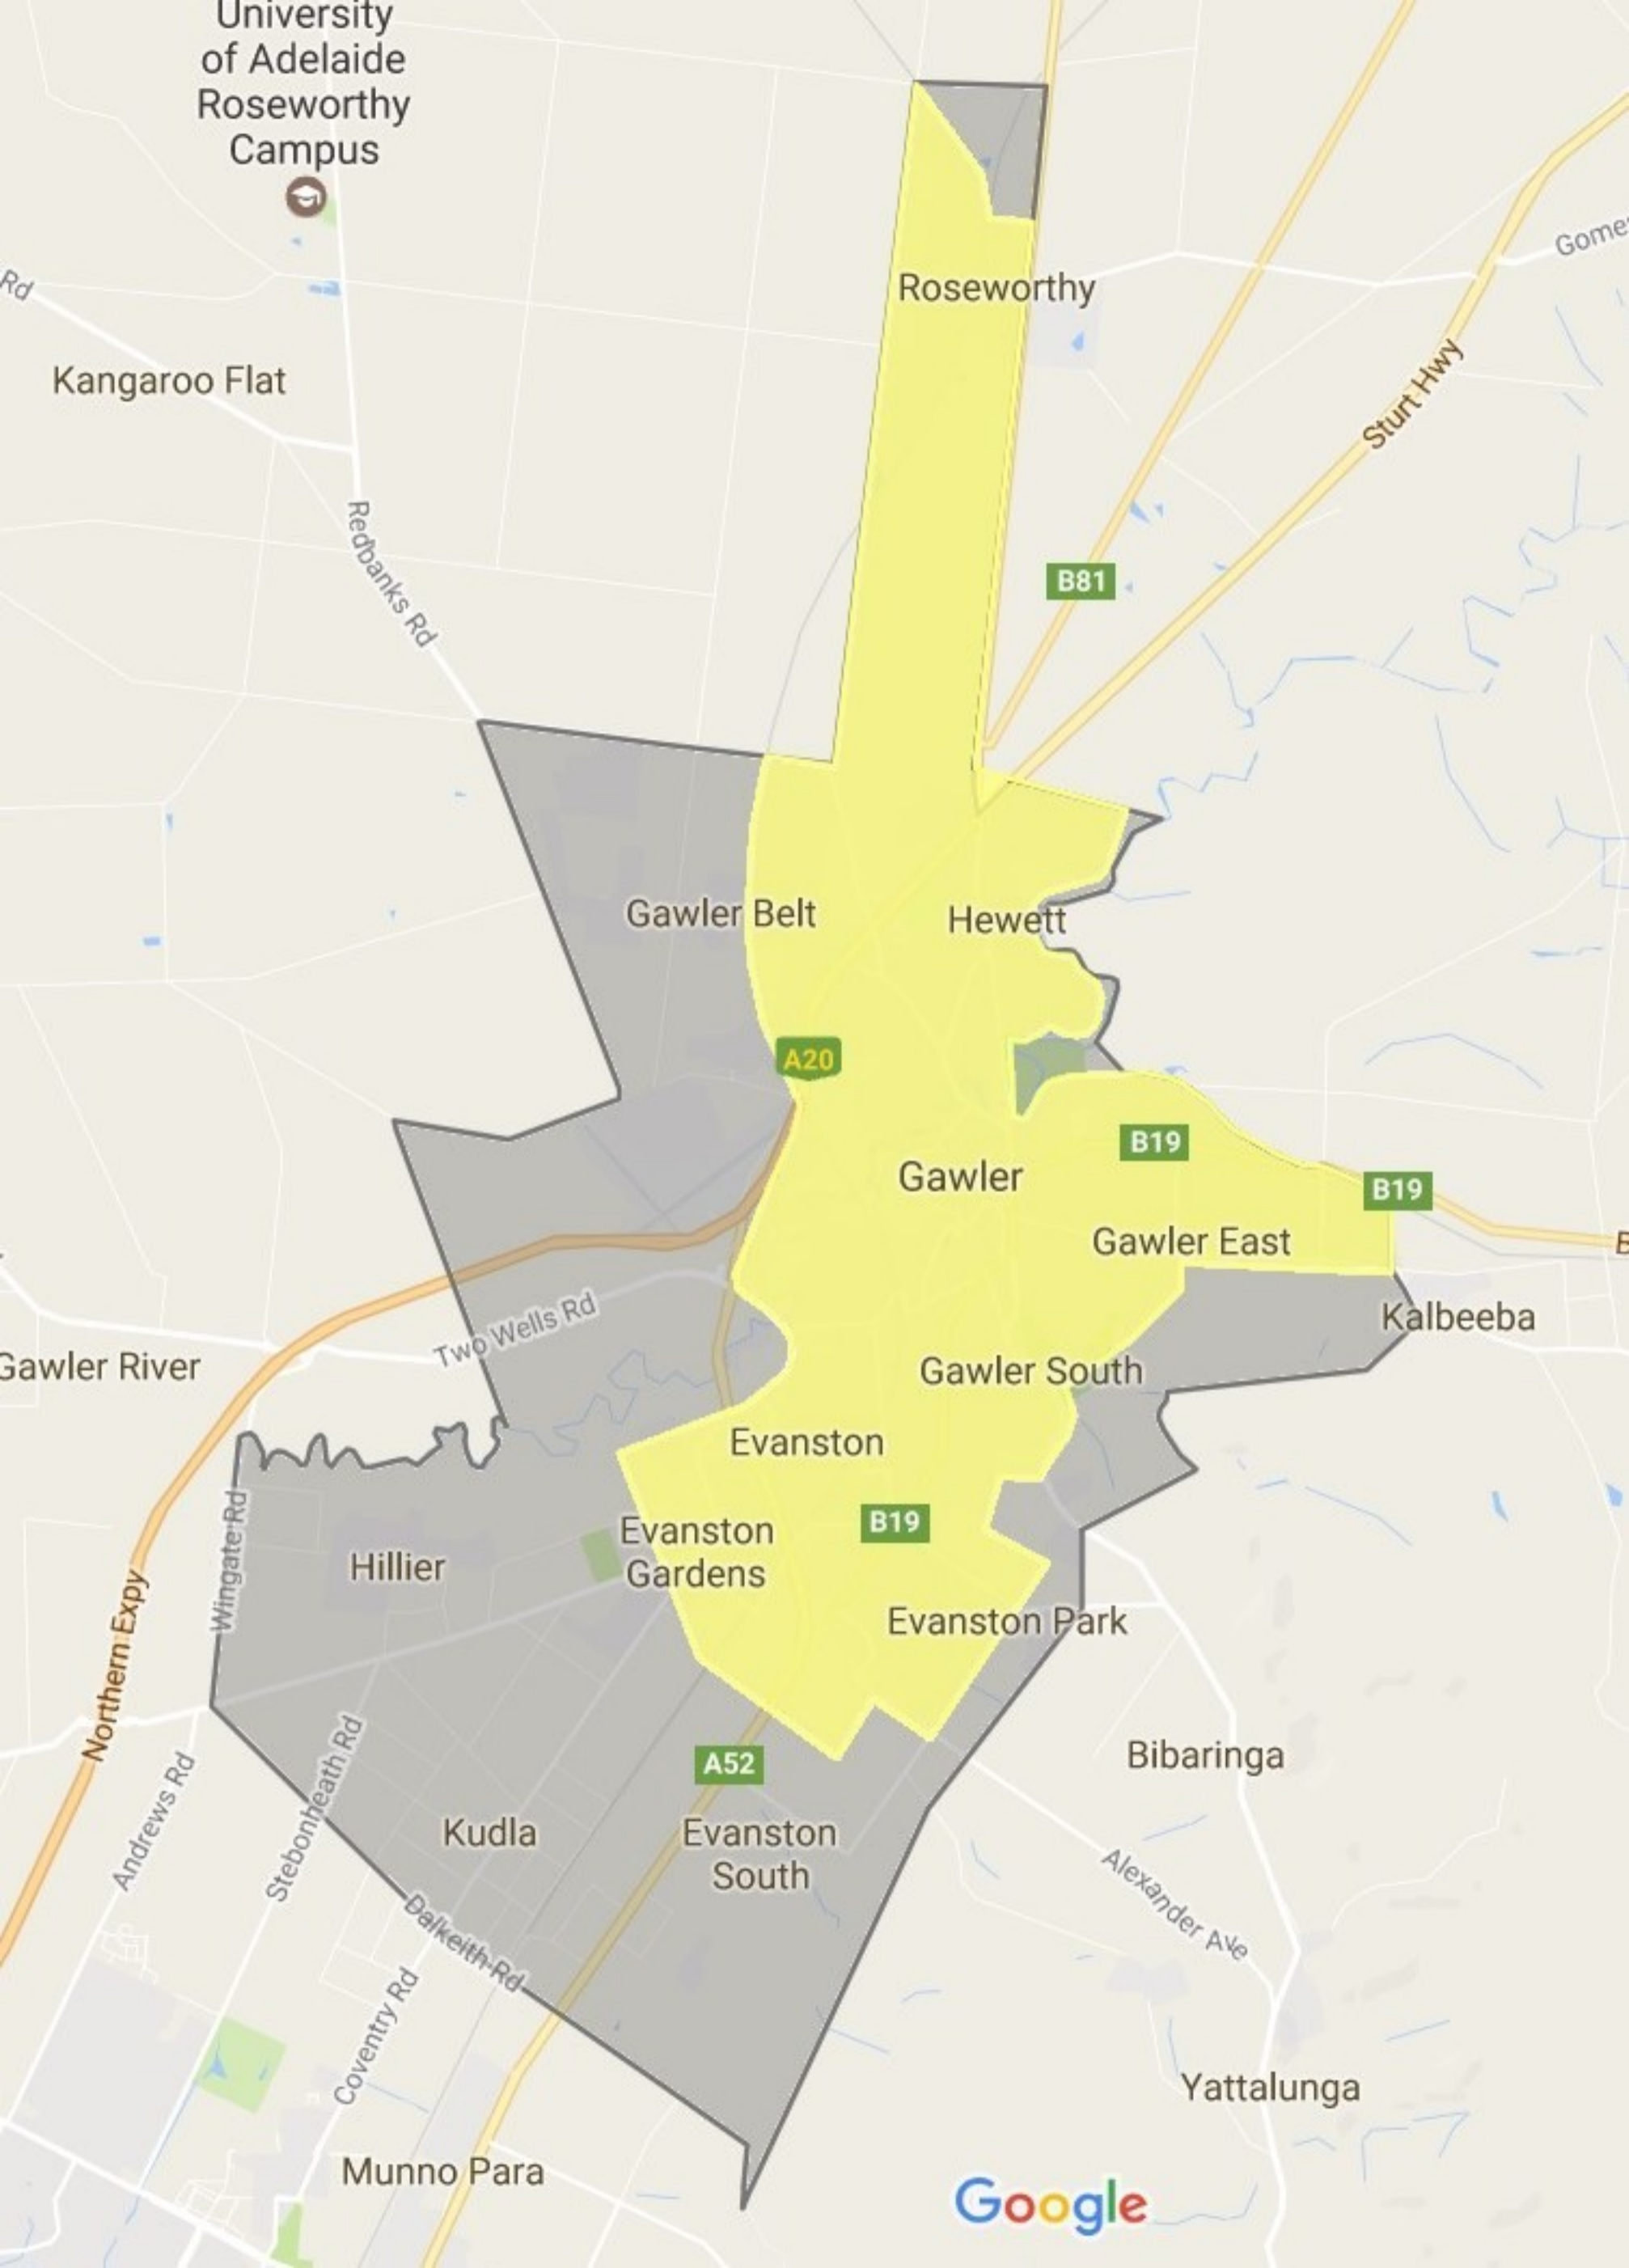 University
of Adelaide
Roseworthy
Campus
Gome
Rd
Roseworthy
Kangaroo Flat
Sturt Hwy
Redbanks Rd
B81
Gawler Belt
Hewett
A20
B19
Gawler
B19
Gawler East
B
Kalbeeba
Two Wells Rd
Gawler River
Gawler South
Evanston
B19
Evanston
Gardens
Wingate Rd
Hillier
Northern Expy
Evanston Park
Bibaringa
A52
Andrews Rd
Stebonheath Rd
Kudla
Evanston
South
Alexander Ave
Dalkeith Rd
Coventry Rd
Yattalunga
Munno Para
Google